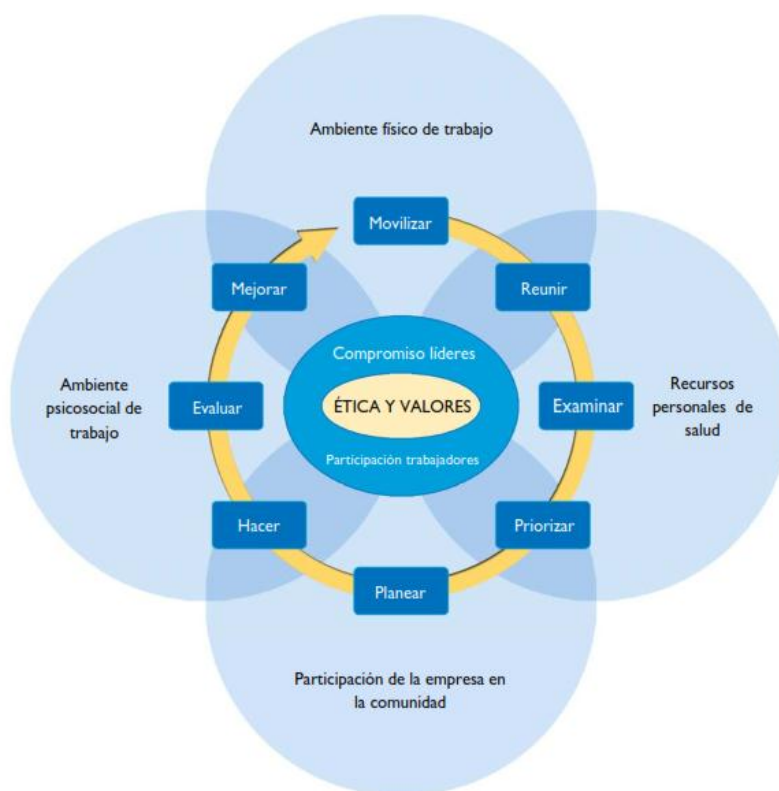 Ambiente físico de trabajo
Movilizar
Mejorar
Reunir
Compromiso líderes
Ambiente
psicosocial de
trabajo
Evaluar
ÉTICA Y VALORES
Examinar
Recursos
personales de
salud
Participación trabajadores
Hacer
Priorizar
Planear
Participación de la empresa en
la comunidad